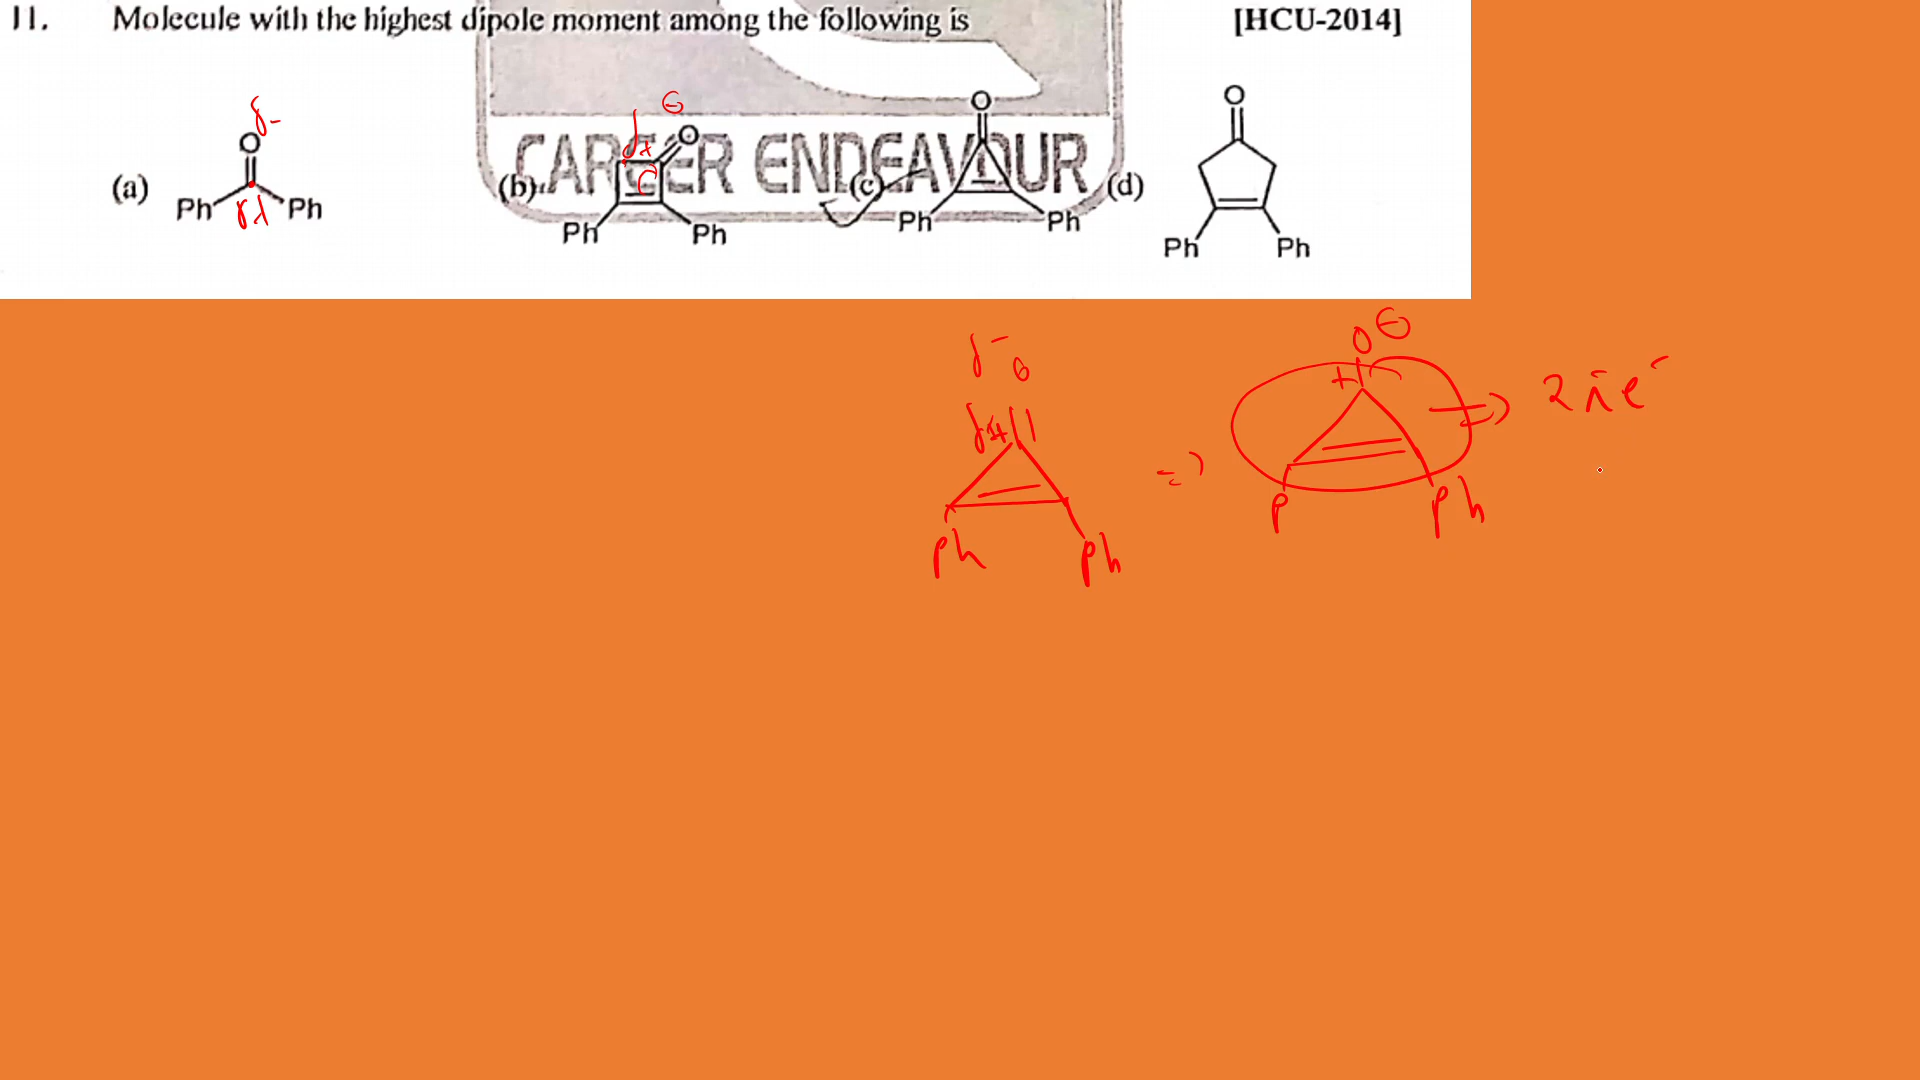 11. Molecule with the highest dipole moment among the following is [HCU-2014]
CAREER ENDEAVOUR
(a) O Ph Ph δ-
(b) O Ph Ph δ+ ⊖
(c) O Ph Ph
(d) O Ph Ph
δ- O
δ+
Ph Ph
⇒
O ⊖
+
P Ph
⇒ 2πe-